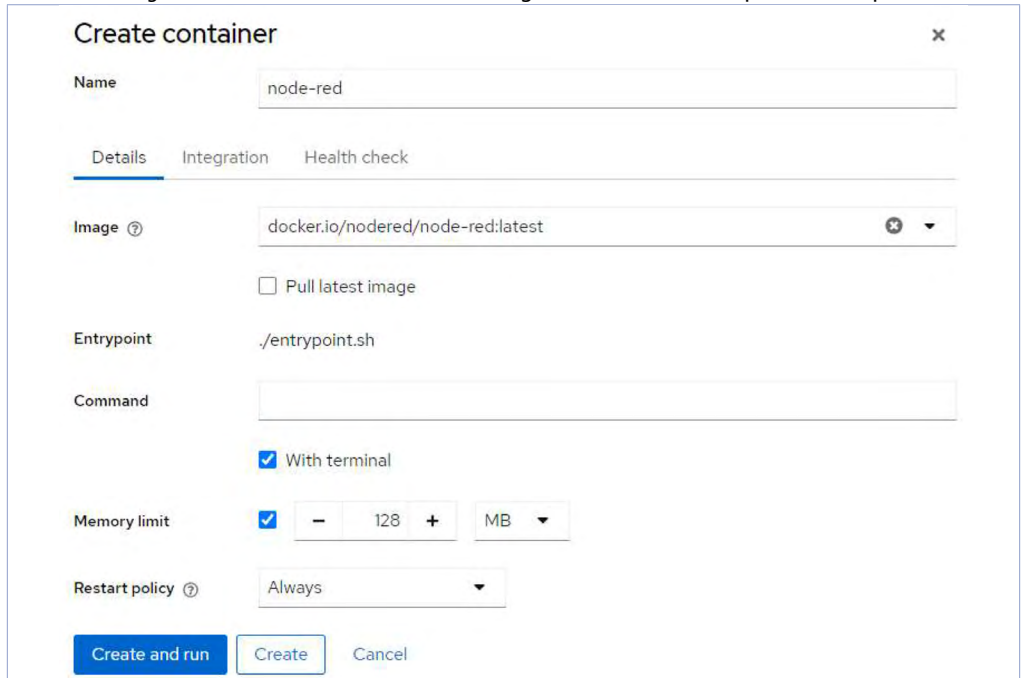 Create container
Name
node-red
Details Integration Health check
Image
docker.io/nodered/node-red:latest
Pull latest image
Entrypoint
./entrypoint.sh
Command
With terminal
Memory limit
128
MB
Restart policy
Always
Create and run Create Cancel